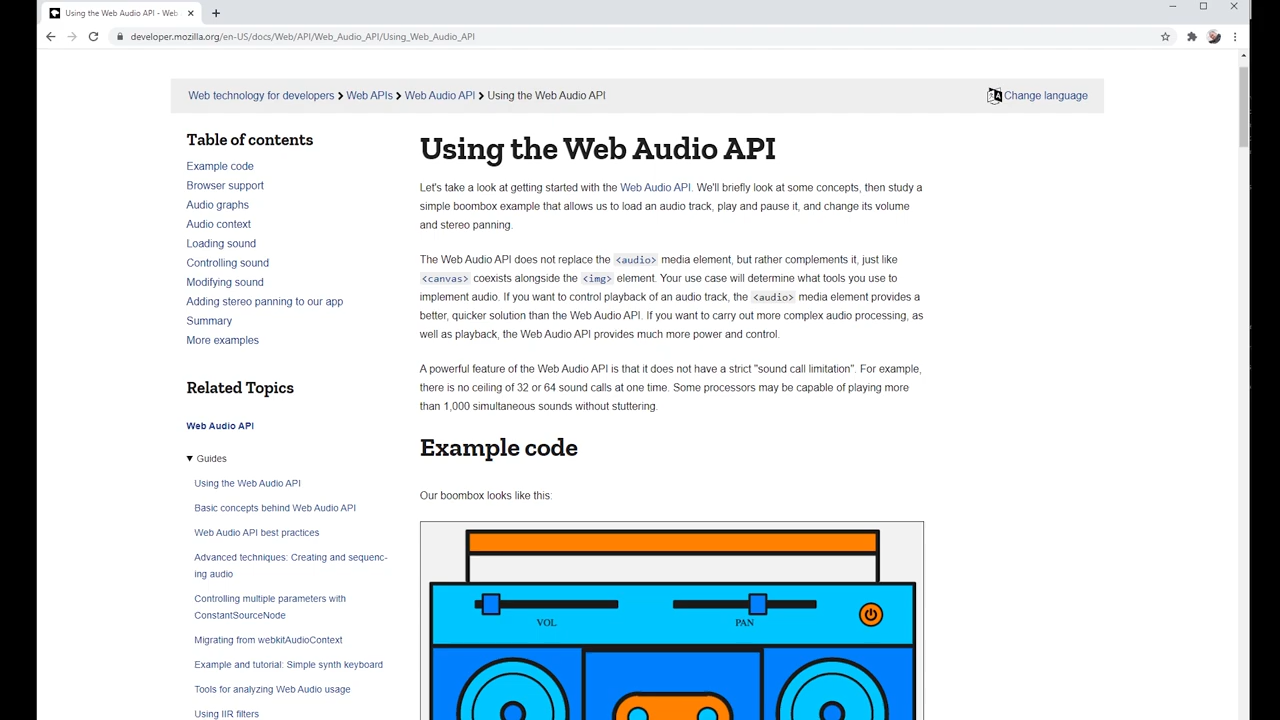 Using the Web Audio API - Web
developer.mozilla.org/en-US/docs/Web/API/Web_Audio_API/Using_Web_Audio_API
Web technology for developers Web APIs Web Audio API Using the Web Audio API
Change language
Table of contents
Example code
Browser support
Audio graphs
Audio context
Loading sound
Controlling sound
Modifying sound
Adding stereo panning to our app
Summary
More examples
Related Topics
Web Audio API
Guides
Using the Web Audio API
Basic concepts behind Web Audio API
Web Audio API best practices
Advanced techniques: Creating and sequenc-
ing audio
Controlling multiple parameters with
ConstantSourceNode
Migrating from webkitAudioContext
Example and tutorial: Simple synth keyboard
Tools for analyzing Web Audio usage
Using IIR filters
Using the Web Audio API
Let's take a look at getting started with the Web Audio API. We'll briefly look at some concepts, then study a
simple boombox example that allows us to load an audio track, play and pause it, and change its volume
and stereo panning.
The Web Audio API does not replace the <audio> media element, but rather complements it, just like
<canvas> coexists alongside the <img> element. Your use case will determine what tools you use to
implement audio. If you want to control playback of an audio track, the <audio> media element provides a
better, quicker solution than the Web Audio API. If you want to carry out more complex audio processing, as
well as playback, the Web Audio API provides much more power and control.
A powerful feature of the Web Audio API is that it does not have a strict "sound call limitation". For example,
there is no ceiling of 32 or 64 sound calls at one time. Some processors may be capable of playing more
than 1,000 simultaneous sounds without stuttering.
Example code
Our boombox looks like this:
VOL
PAN